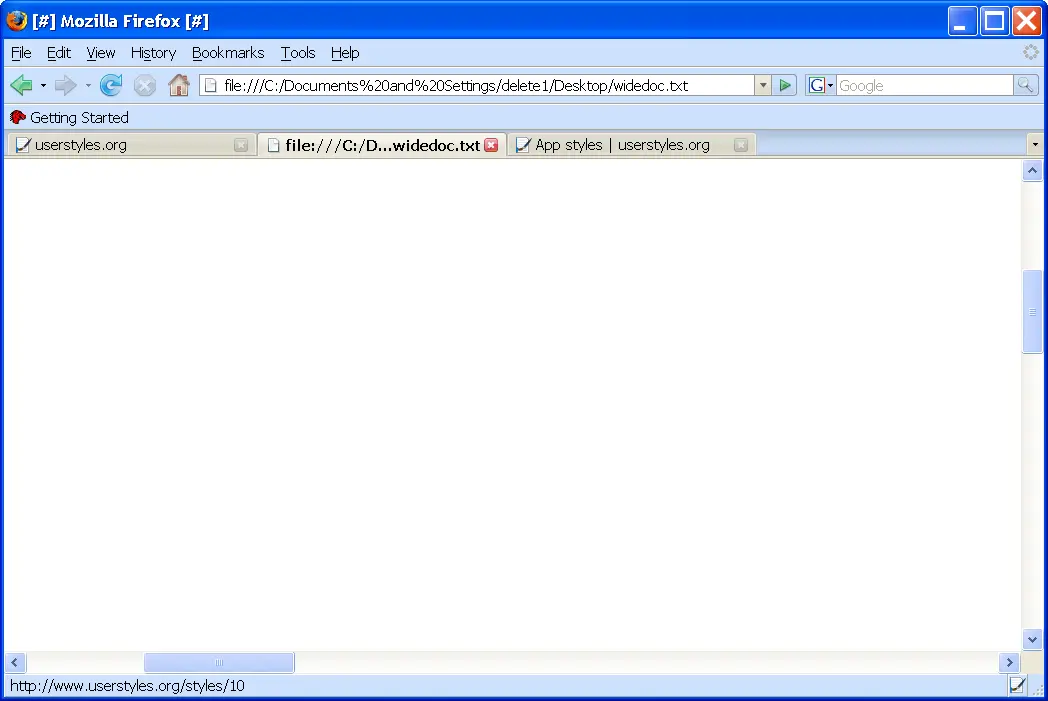 [#] Mozilla Firefox [#]
File Edit View History Bookmarks Tools Help
file:///C:/Documents%20and%20Settings/delete1/Desktop/widedoc.txt G Google
Getting Started
userstyles.org file:///C:/D...widedoc.txt App styles | userstyles.org
http://www.userstyles.org/styles/10